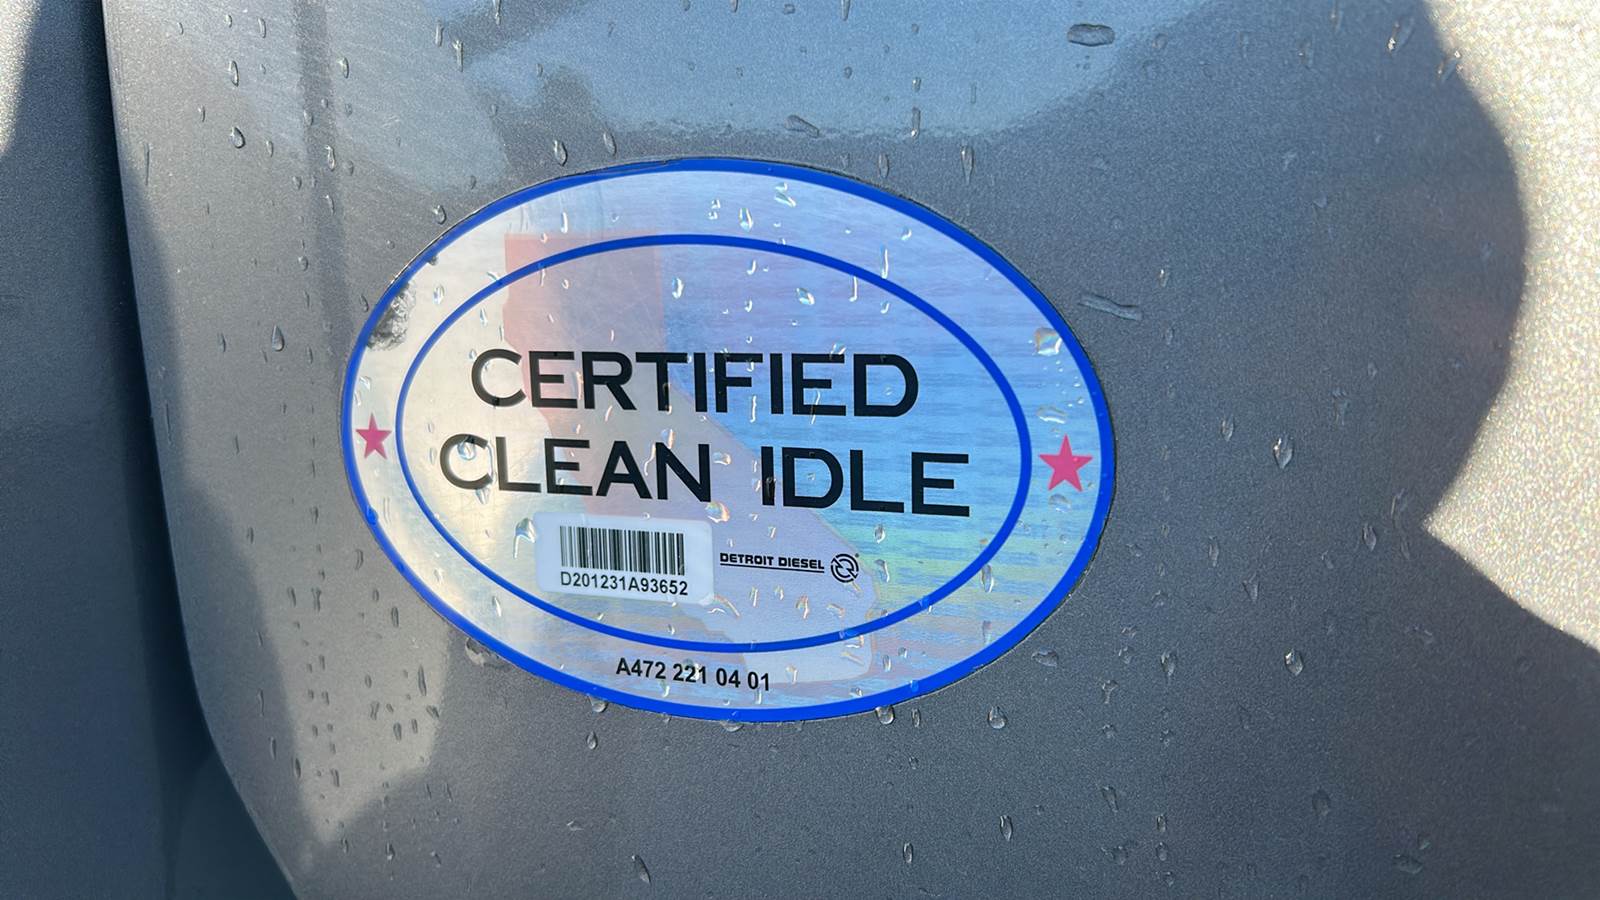 CERTIFIED
CLEAN IDLE
D201231A93652
DETROIT DIESEL
A472 221 04 01